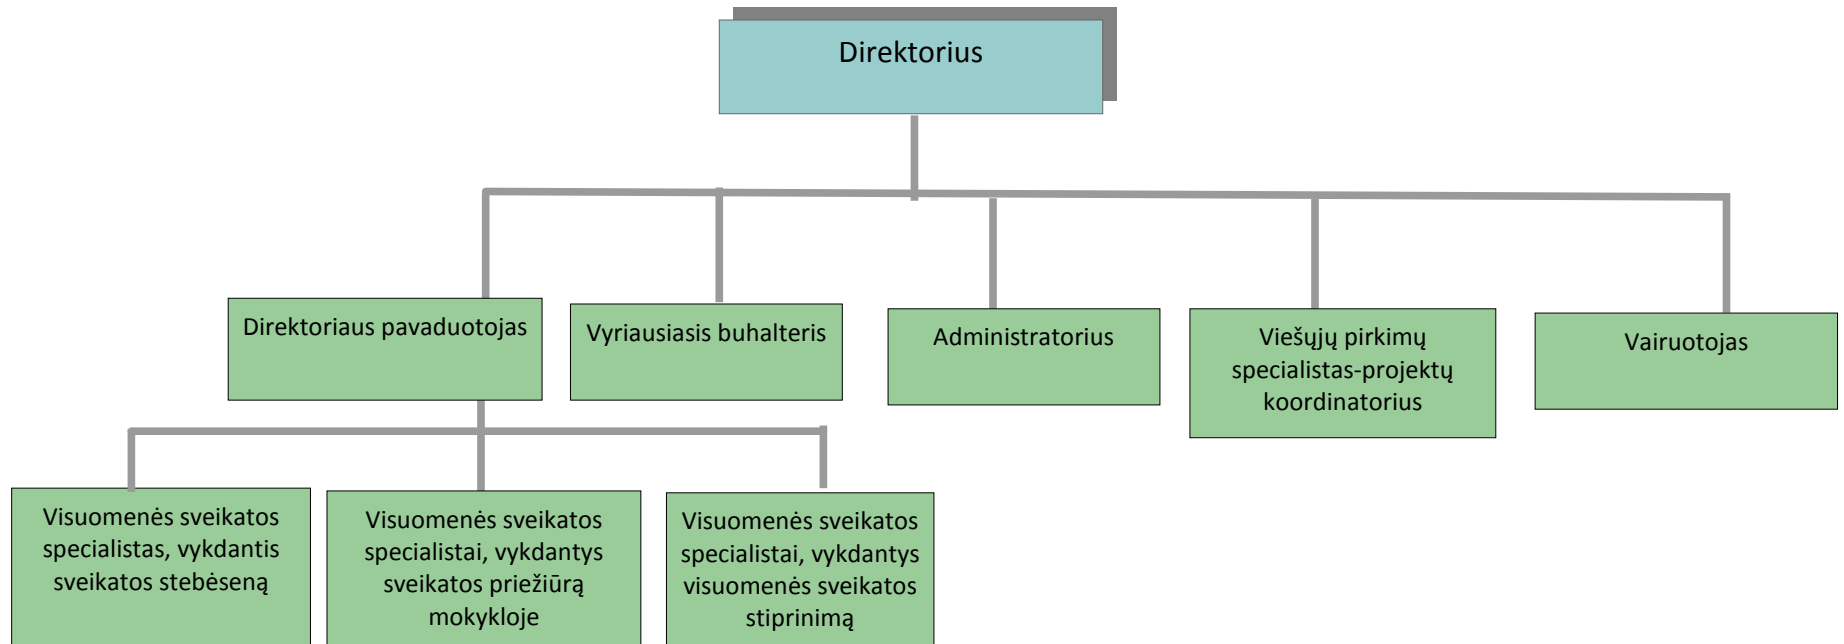 Direktorius
Direktoriaus pavaduotojas
Vyriausiasis buhalteris
Administratorius
Viešųjų pirkimų
specialistas-projektų
koordinatorius
Vairuotojas
Visuomenės sveikatos
specialistas, vykdantis
sveikatos stebėseną
Visuomenės sveikatos
specialistai, vykdantys
sveikatos priežiūrą
mokykloje
Visuomenės sveikatos
specialistai, vykdantys
visuomenės sveikatos
stiprinimą